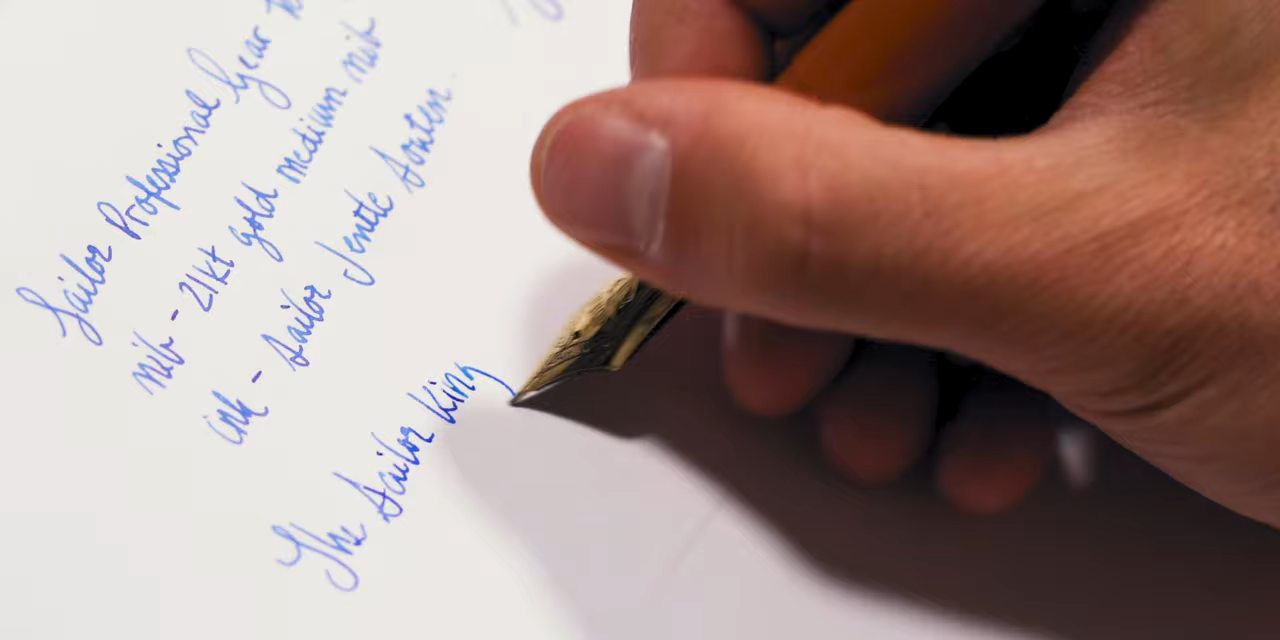 Sailor Professional Gear
nib - 21kt gold medium nib
ink - Sailor Jentle Souten
The Sailor King